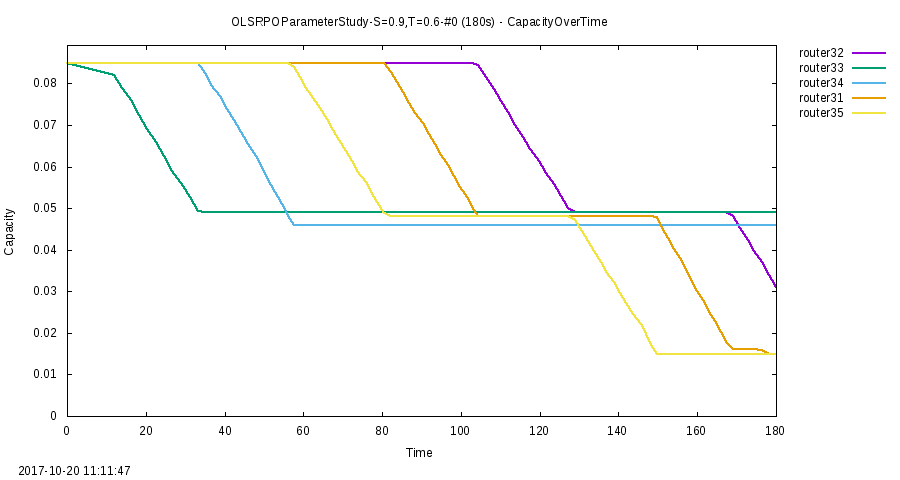 OLSRPOParameterStudy-S=0.9,T=0.6-#0 (180s) - CapacityOverTime
router32
router33
router34
router31
router35
0.08
0.07
0.06
0.05
0.04
0.03
0.02
0.01
0
Capacity
0 20 40 60 80 100 120 140 160 180
Time
2017-10-20 11:11:47